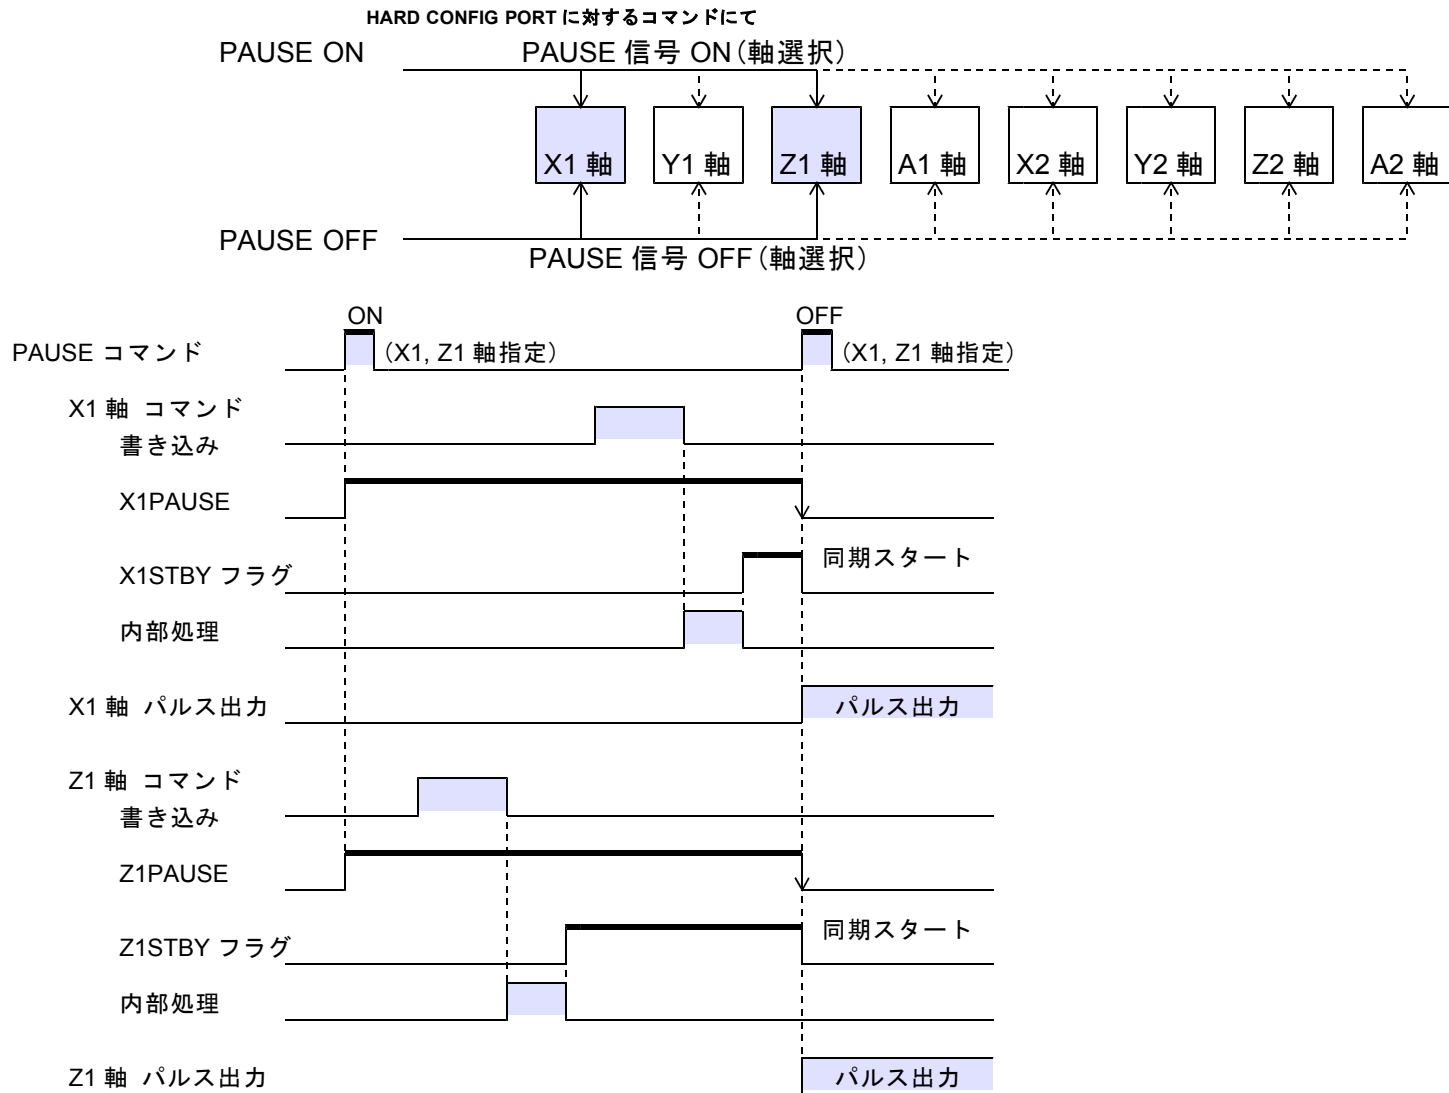 HARD CONFIG PORT に対するコマンドにて
PAUSE ON
PAUSE 信号 ON（軸選択）
X1 軸
Y1 軸
Z1 軸
A1 軸
X2 軸
Y2 軸
Z2 軸
A2 軸
PAUSE OFF
PAUSE 信号 OFF（軸選択）
ON
OFF
PAUSE コマンド
（X1, Z1 軸指定）
（X1, Z1 軸指定）
X1 軸 コマンド
書き込み
X1PAUSE
同期スタート
X1STBY フラグ
内部処理
X1 軸 パルス出力
パルス出力
Z1 軸 コマンド
書き込み
Z1PAUSE
同期スタート
Z1STBY フラグ
内部処理
Z1 軸 パルス出力
パルス出力